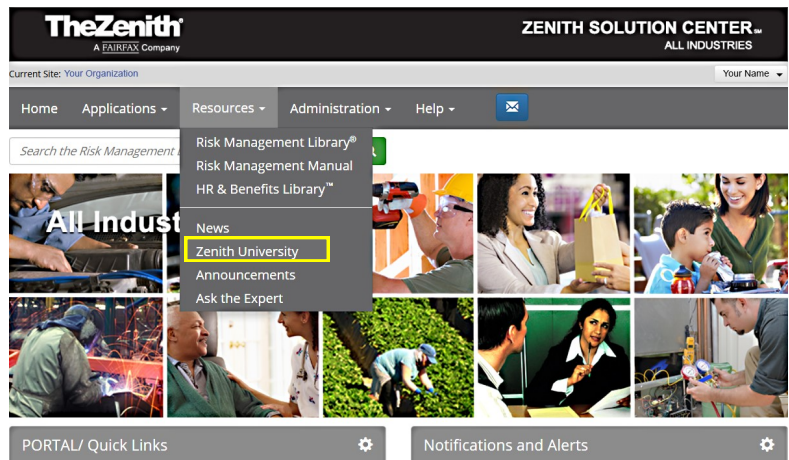 TheZenith®
A FAIRFAX Company
ZENITH SOLUTION CENTER℠
ALL INDUSTRIES
Current Site: Your Organization
Your Name
Home Applications Resources Administration Help
Search the Risk Management
Risk Management Library®
Risk Management Manual
HR & Benefits Library™
News
Zenith University
Announcements
Ask the Expert
All Indust
PORTAL/ Quick Links
Notifications and Alerts